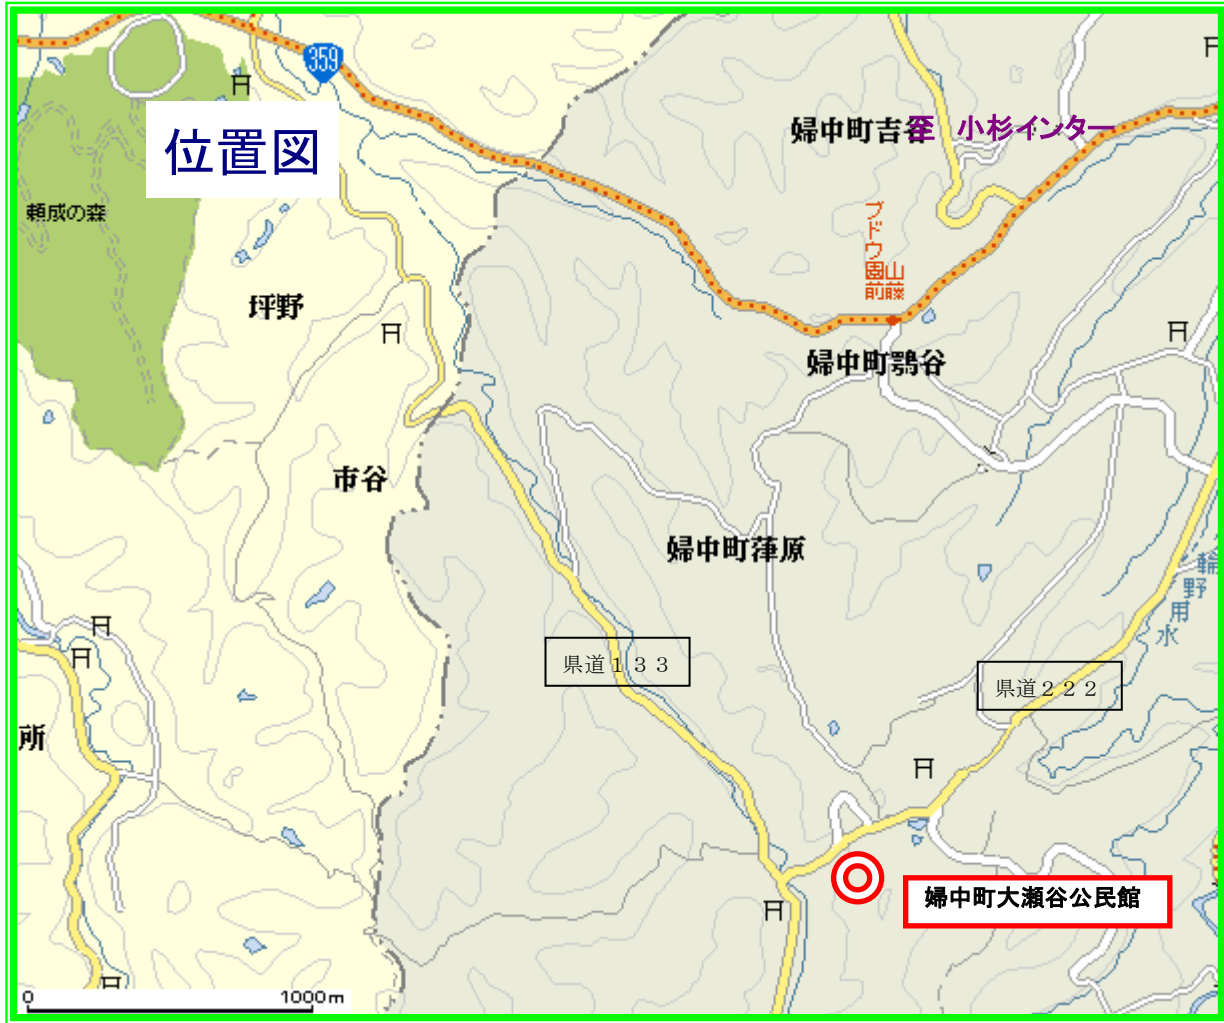 359
位置図
婦中町吉谷
至 小杉インター
頼成の森
ブドウ園前
山藤
坪野
婦中町鶚谷
市谷
婦中町蓮原
輪野用水
県道133
県道222
所
婦中町大瀬谷公民館
0
1000m